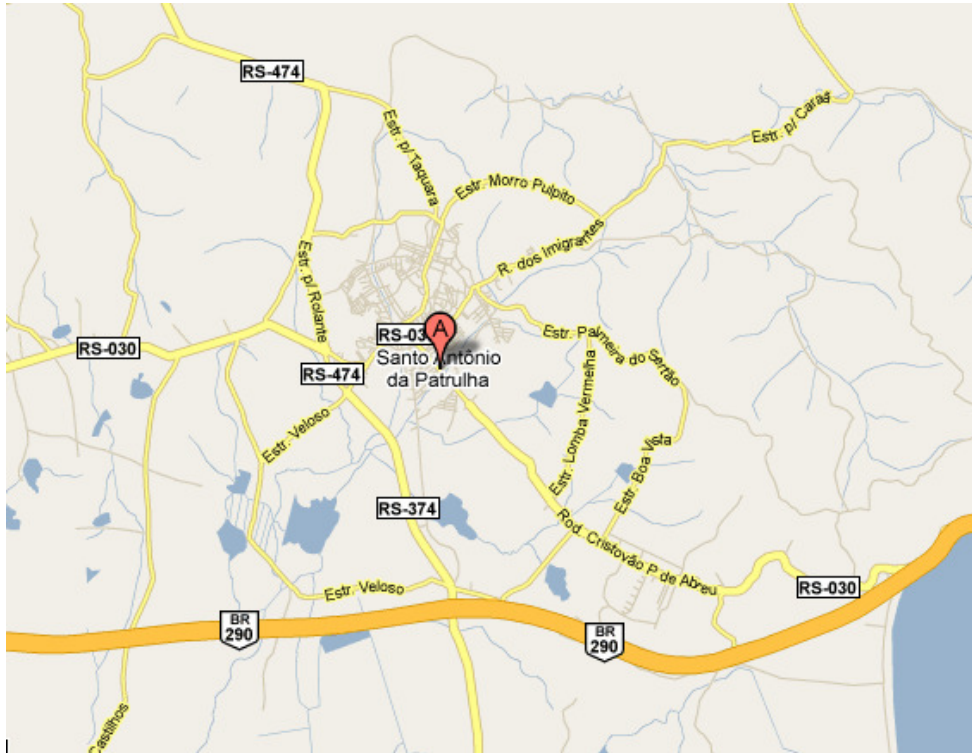 RS-474
Estr. p/ Caras
Estr. p/ Taquara
Estr. Morro Pulpito
R. dos Imigrantes
Estr. p/ Rolante
A
RS-030
RS-03
Estr. Palmeira do Serrão
Santo Antônio
da Patrulha
RS-474
Estr. Veloso
Estr. Lomba Vermelha
Estr. Boa Vista
RS-374
Rod. Cristovão P. de Abreu
Estr. Veloso
RS-030
BR
290
BR
290
Castilhos